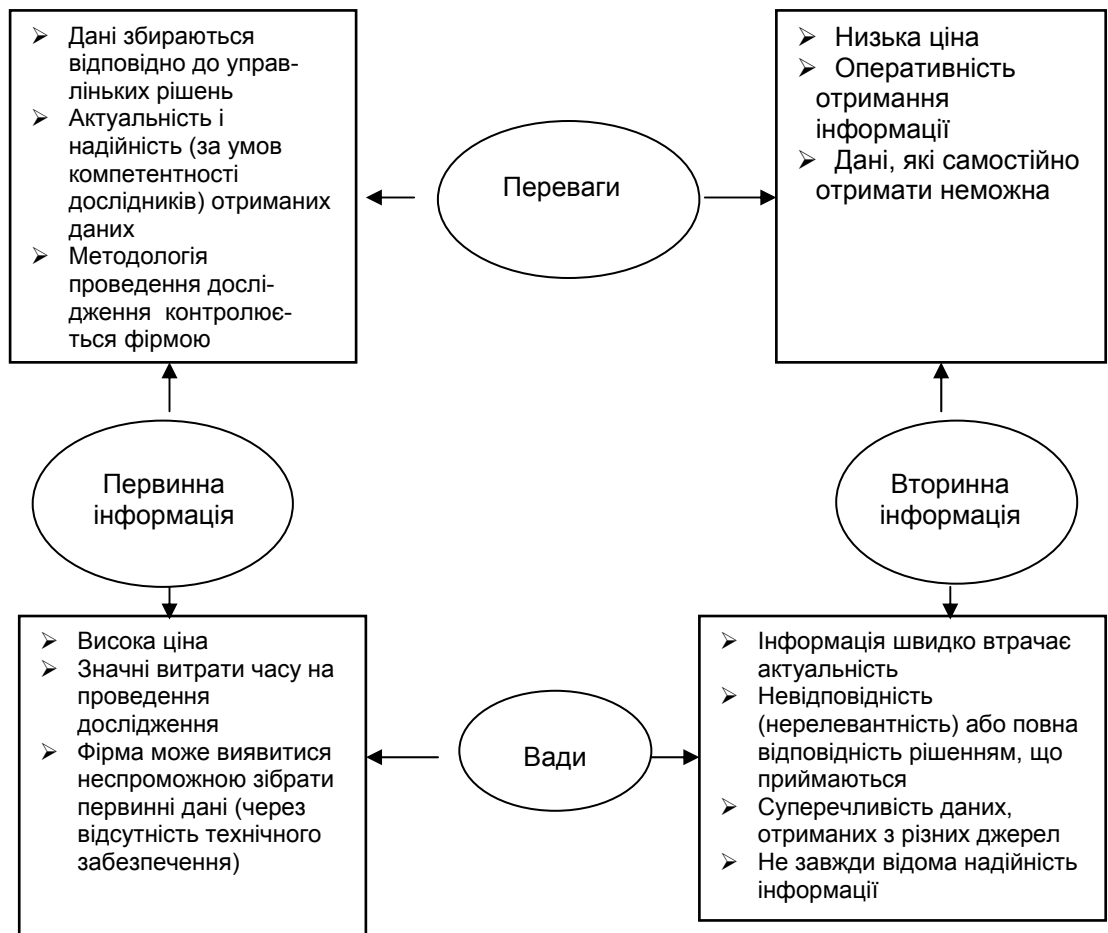 ➢ Дані збираються
відповідно до управ-
ліньких рішень
➢ Актуальність і
надійність (за умов
компетентності
дослідників) отриманих
даних
➢ Методологія
проведення дослі-
дження контролює-
ться фірмою
Переваги
➢ Низька ціна
➢ Оперативність
отримання
інформації
➢ Дані, які самостійно
отримати неможна
Первинна
інформація
Вторинна
інформація
➢ Висока ціна
➢ Значні витрати часу на
проведення
дослідження
➢ Фірма може виявитися
неспроможною зібрати
первинні дані (через
відсутність технічного
забезпечення)
Вади
➢ Інформація швидко втрачає
актуальність
➢ Невідповідність
(нерелевантність) або повна
відповідність рішенням, що
приймаються
➢ Суперечливість даних,
отриманих з різних джерел
➢ Не завжди відома надійність
інформації